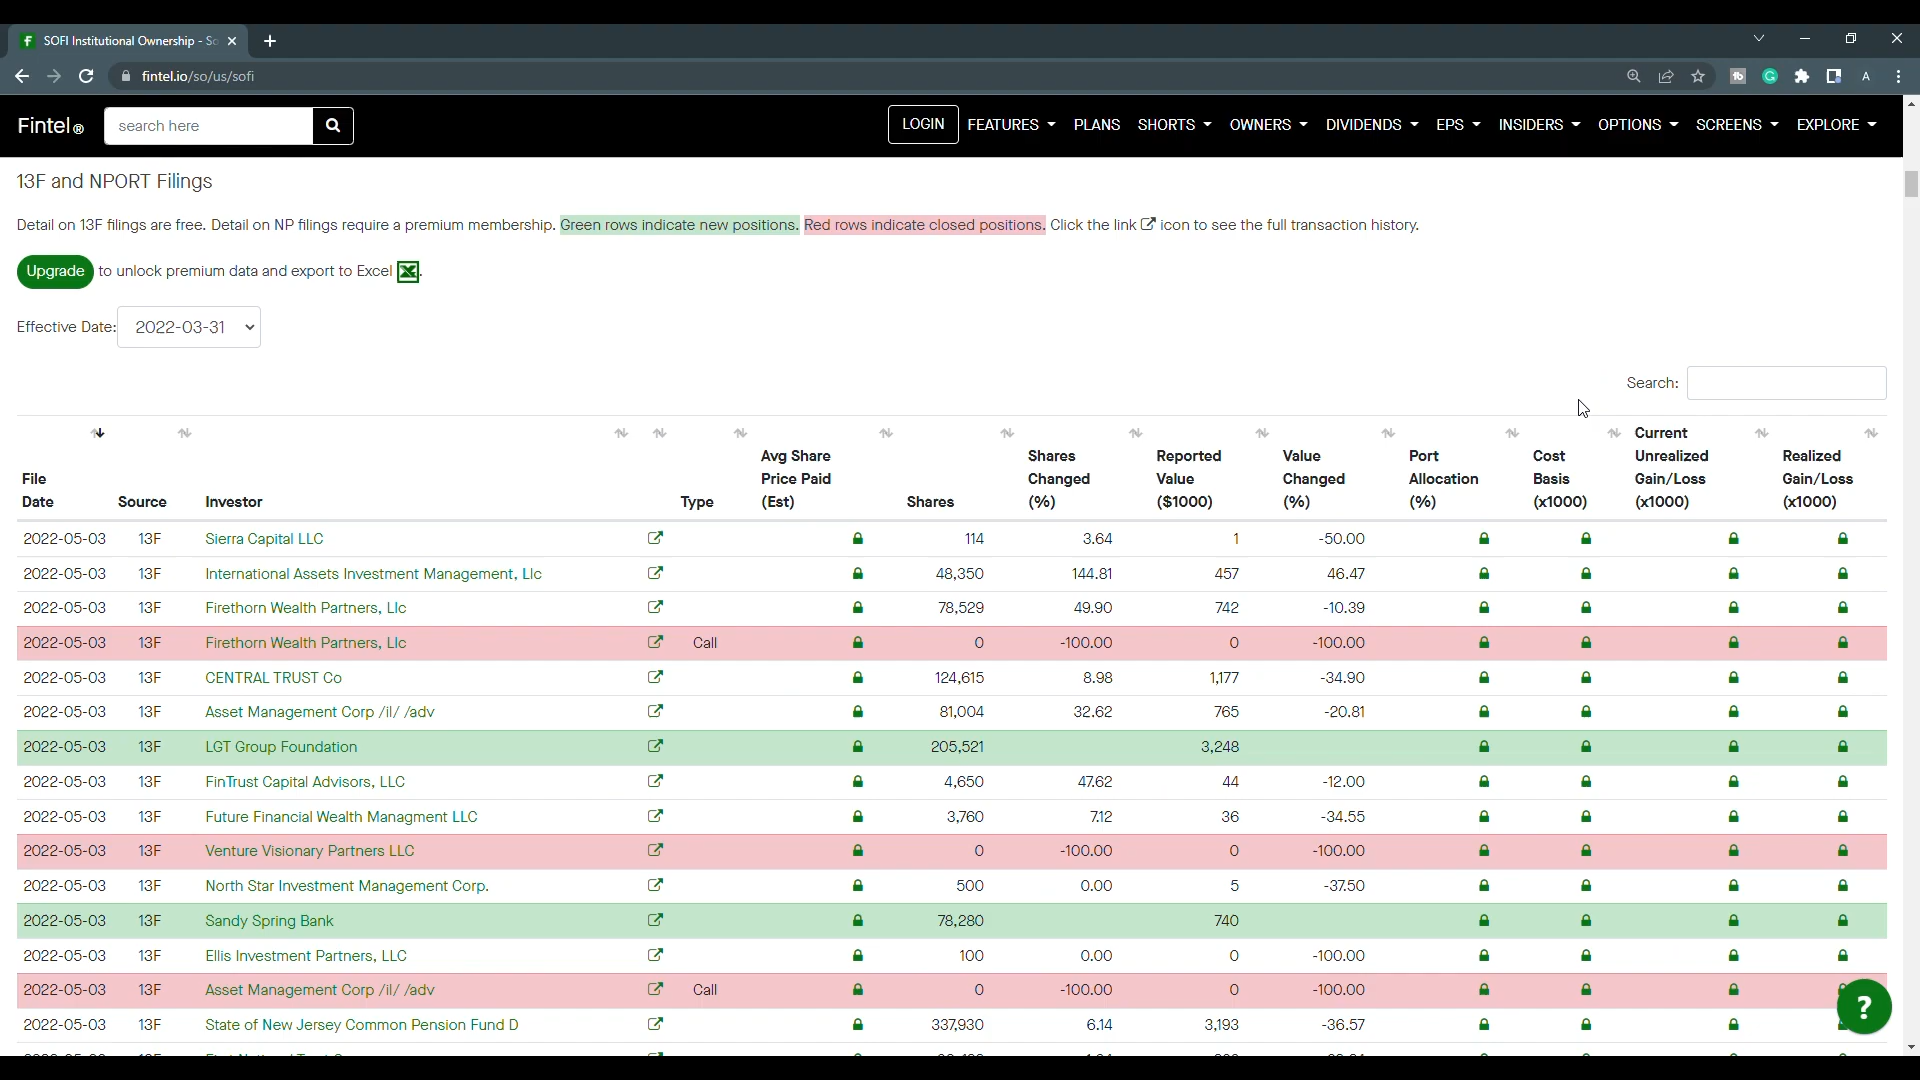 SOFI Institutional Ownership - So
fintel.io/so/us/sofi
A
Fintel®
search here
LOGIN FEATURES PLANS SHORTS OWNERS DIVIDENDS EPS INSIDERS OPTIONS SCREENS EXPLORE
13F and NPORT Filings
Detail on 13F filings are free. Detail on NP filings require a premium membership. Green rows indicate new positions. Red rows indicate closed positions. Click the link icon to see the full transaction history.
Upgrade to unlock premium data and export to Excel .
Effective Date: 2022-03-31
Search:
File Date Source Investor Type Avg Share Price Paid (Est) Shares Shares Changed (%) Reported Value ($1000) Value Changed (%) Port Allocation (%) Cost Basis (x1000) Current Unrealized Gain/Loss (x1000) Realized Gain/Loss (x1000)
2022-05-03 13F Sierra Capital LLC 114 3.64 1 -50.00
2022-05-03 13F International Assets Investment Management, Llc 48,350 144.81 457 46.47
2022-05-03 13F Firethorn Wealth Partners, Llc 78,529 49.90 742 -10.39
2022-05-03 13F Firethorn Wealth Partners, Llc Call 0 -100.00 0 -100.00
2022-05-03 13F CENTRAL TRUST Co 124,615 8.98 1,177 -34.90
2022-05-03 13F Asset Management Corp /il/ /adv 81,004 32.62 765 -20.81
2022-05-03 13F LGT Group Foundation 205,521 3,248
2022-05-03 13F FinTrust Capital Advisors, LLC 4,650 47.62 44 -12.00
2022-05-03 13F Future Financial Wealth Managment LLC 3,760 7.12 36 -34.55
2022-05-03 13F Venture Visionary Partners LLC 0 -100.00 0 -100.00
2022-05-03 13F North Star Investment Management Corp. 500 0.00 5 -37.50
2022-05-03 13F Sandy Spring Bank 78,280 740
2022-05-03 13F Ellis Investment Partners, LLC 100 0.00 0 -100.00
2022-05-03 13F Asset Management Corp /il/ /adv Call 0 -100.00 0 -100.00
2022-05-03 13F State of New Jersey Common Pension Fund D 337,930 6.14 3,193 -36.57
?